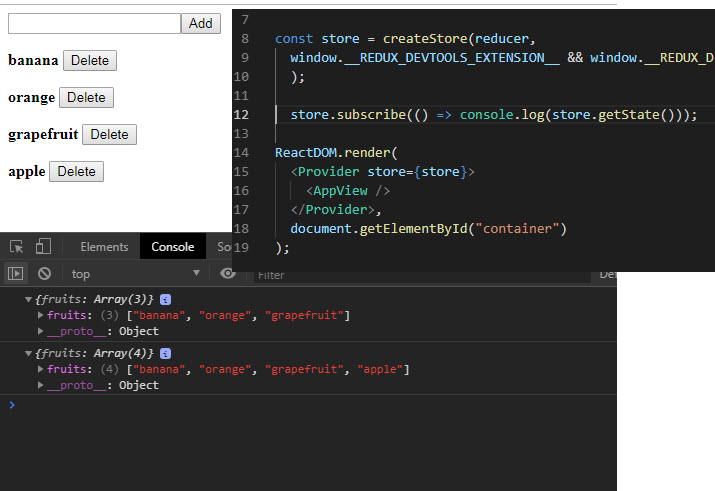 Add
banana Delete
orange Delete
grapefruit Delete
apple Delete
7
8 const store = createStore(reducer,
9 window.__REDUX_DEVTOOLS_EXTENSION__ && window.__REDUX_D
10 );
11
12 store.subscribe(() => console.log(store.getState()));
13
14 ReactDOM.render(
15 <Provider store={store}>
16 <AppView />
17 </Provider>,
18 document.getElementById("container")
19 );
Elements Console So
top Filter Def
▼{fruits: Array(3)} i
▶fruits: (3) ["banana", "orange", "grapefruit"]
▶__proto__: Object
▼{fruits: Array(4)} i
▶fruits: (4) ["banana", "orange", "grapefruit", "apple"]
▶__proto__: Object
>